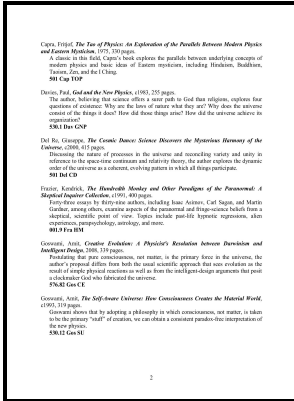 Capra, Fritjof, The Tao of Physics: An Exploration of the Parallels Between Modern Physics
and Eastern Mysticism, 1975, 330 pages.
A classic in this field, Capra's book explores the parallels between underlying concepts of
modern physics and basic ideas of Eastern mysticism, including Hinduism, Buddhism,
Taoism, Zen, and the I Ching.
501 Cap TOP
Davies, Paul, God and the New Physics, c1983, 255 pages.
The author, believing that science offers a surer path to God than religions, explores four
questions of existence: Why are the laws of nature what they are? Why does the universe
consist of the things it does? How did those things arise? How did the universe achieve its
organization?
530.1 Dav GNP
Del Re, Giuseppe, The Cosmic Dance: Science Discovers the Mysterious Harmony of the
Universe, c2000, 415 pages.
Discussing the nature of processes in the universe and reconciling variety and unity in
reference to the space-time continuum and relativity theory, the author explores the dynamic
order of the universe as a coherent, evolving pattern in which all things participate.
501 Del CD
Frazier, Kendrick, The Hundredth Monkey and Other Paradigms of the Paranormal: A
Skeptical Inquirer Collection, c1991, 400 pages.
Forty-three essays by thirty-nine authors, including Isaac Asimov, Carl Sagan, and Martin
Gardner, among others, examine aspects of the paranormal and fringe-science beliefs from a
skeptical, scientific point of view. Topics include past-life hypnotic regressions, alien
experiences, parapsychology, astrology, and more.
001.9 Fra HM
Goswami, Amit, Creative Evolution: A Physicist's Resolution between Darwinism and
Intelligent Design, 2008, 339 pages.
Postulating that pure consciousness, not matter, is the primary force in the universe, the
author's proposal differs from both the usual scientific approach that sees evolution as the
result of simple physical reactions as well as from the intelligent-design arguments that posit
a clockmaker God who fabricated the universe.
576.82 Gos CE
Goswami, Amit, The Self-Aware Universe: How Consciousness Creates the Material World,
c1993, 319 pages.
Goswami shows that by adopting a philosophy in which consciousness, not matter, is taken
to be the primary "stuff" of creation, we can obtain a consistent paradox-free interpretation of
the new physics.
530.12 Gos SU
2